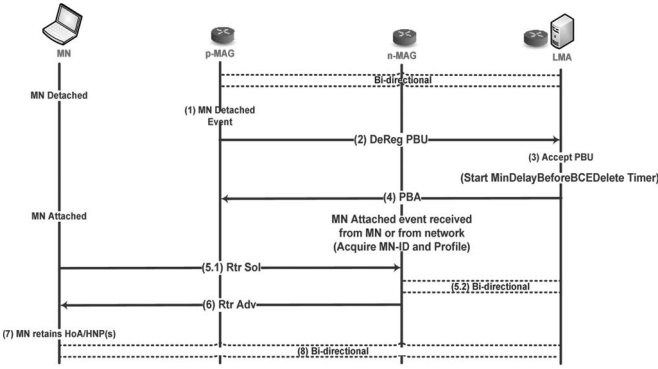 MN
p-MAG
n-MAG
LMA
Bi-directional
MN Detached
(1) MN Detached
Event
(2) DeReg PBU
(3) Accept PBU
(Start MinDelayBeforeBCEDelete Timer)
(4) PBA
MN Attached
MN Attached event received
from MN or from network
(Acquire MN-ID and Profile)
(5.1) Rtr Sol
(5.2) Bi-directional
(6) Rtr Adv
(7) MN retains HoA/HNP(s)
(8) Bi-directional